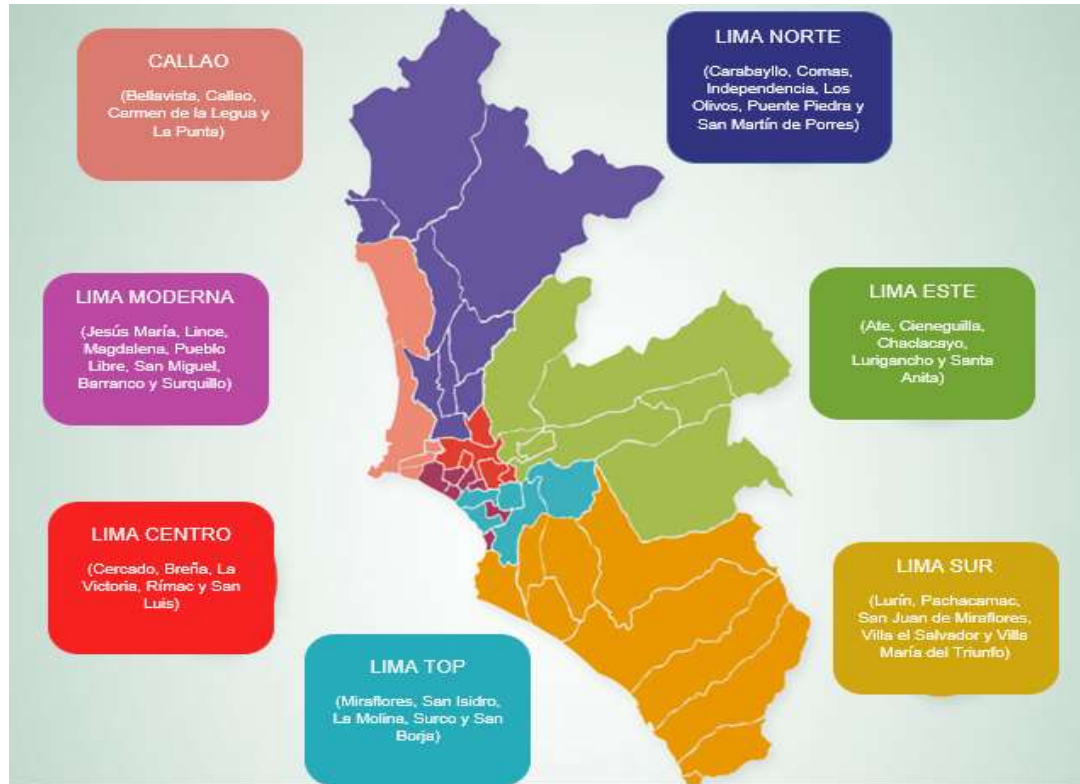 CALLAO
(Bellavista, Callao,
Carmen de la Legua y
La Punta)
LIMA NORTE
(Carabayllo, Comas,
Independencia, Los
Olivos, Puente Piedra y
San Martín de Porres)
LIMA MODERNA
(Jesús María, Lince,
Magdalena, Pueblo
Libre, San Miguel,
Barranco y Surquillo)
LIMA ESTE
(Ate, Cieneguilla,
Chaclacayo,
Lurigancho y Santa
Anita)
LIMA CENTRO
(Cercado, Breña, La
Victoria, Rímac y San
Luis)
LIMA SUR
(Lurín, Pachacamac,
San Juan de Miraflores,
Villa el Salvador y Villa
María del Triunfo)
LIMA TOP
(Miraflores, San Isidro,
La Molina, Surco y San
Borja)